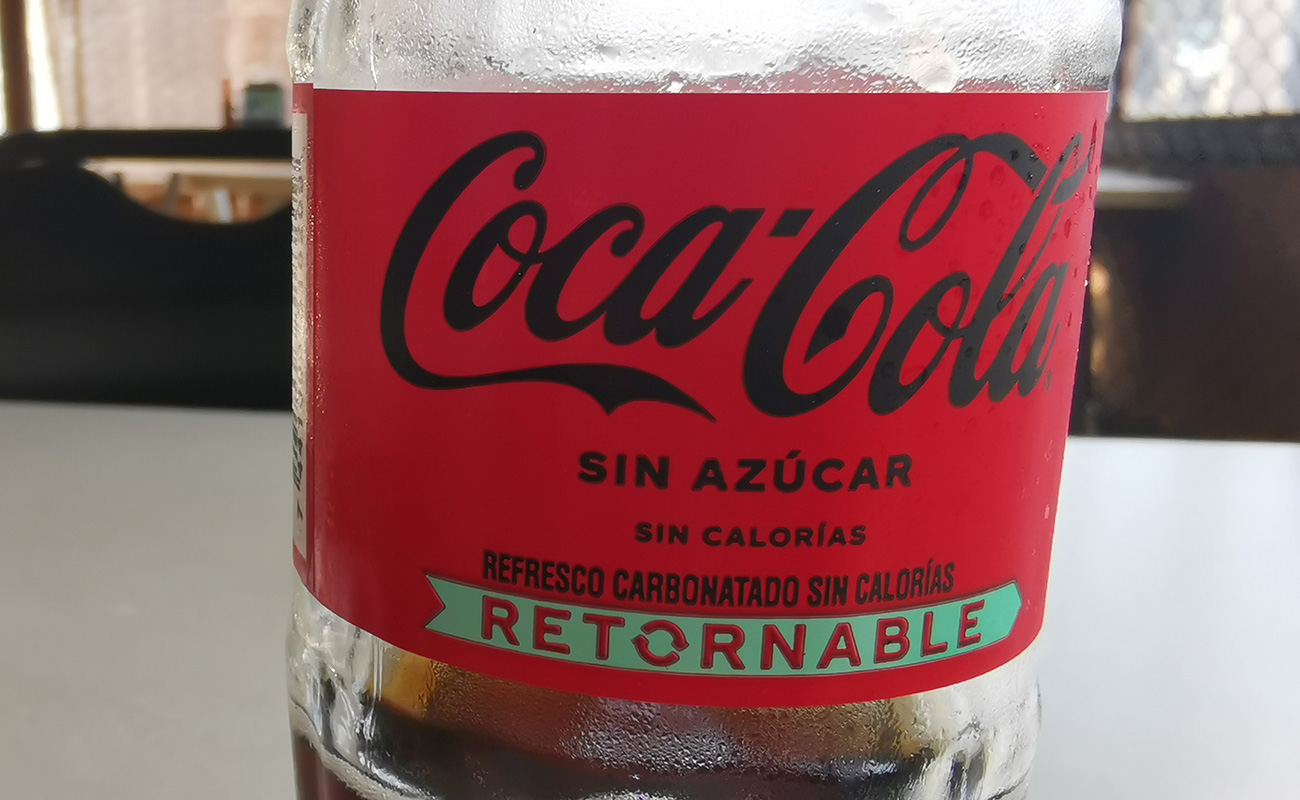 Coca-Cola
SIN AZÚCAR
SIN CALORÍAS
REFRESCO CARBONATADO SIN CALORÍAS
RETORNABLE